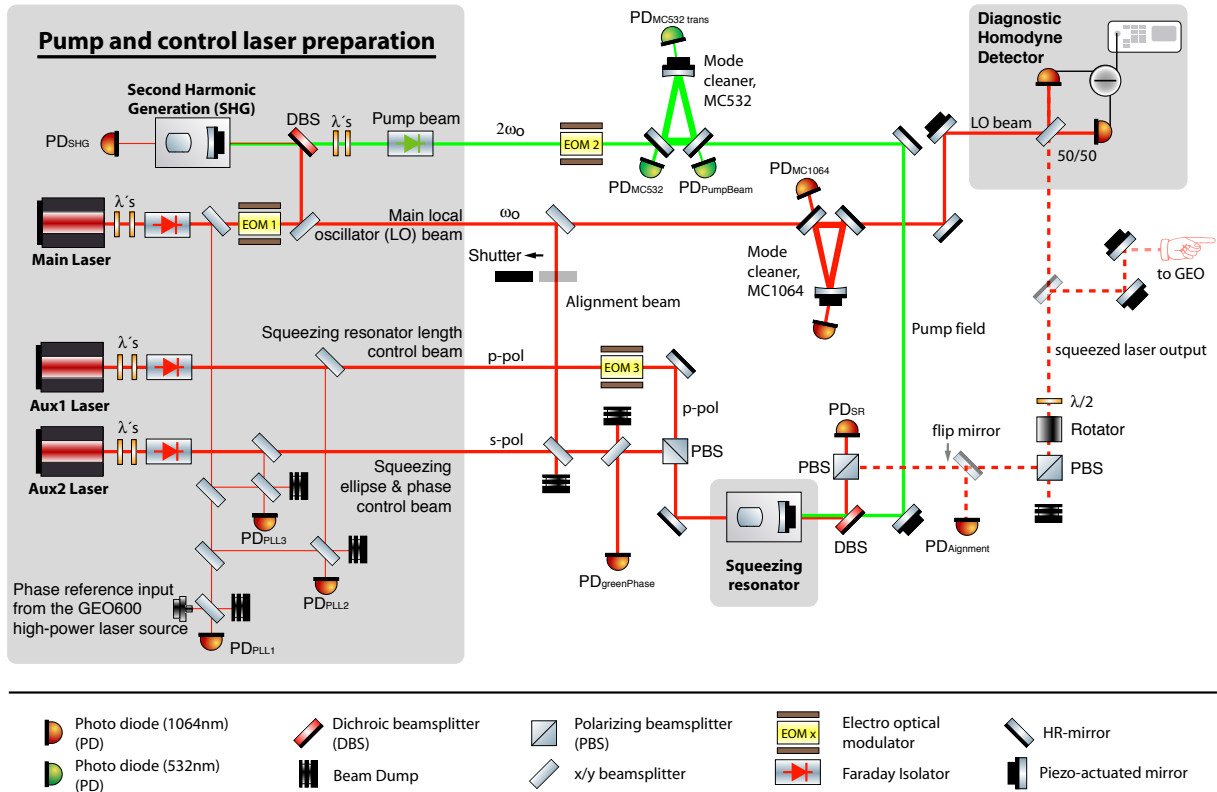 Pump and control laser preparation
Second Harmonic
Generation (SHG)
PDSHG
DBS
λ´s
Pump beam
2ωo
EOM 2
PDMC532 trans
Mode
cleaner,
MC532
PDMC532
PDPumpBeam
Diagnostic
Homodyne
Detector
LO beam
50/50
λ´s
Main Laser
EOM 1
Main local
oscillator (LO) beam
ωo
Shutter
Alignment beam
PDMC1064
Mode
cleaner,
MC1064
Pump field
to GEO
squeezed laser output
λ´s
Aux1 Laser
Squeezing resonator length
control beam
p-pol
EOM 3
p-pol
λ´s
Aux2 Laser
s-pol
Squeezing
ellipse & phase
control beam
PBS
PDSR
PBS
flip mirror
λ/2
Rotator
PBS
PDPLL3
PDPLL2
PDgreenPhase
Squeezing
resonator
DBS
PDAignment
Phase reference input
from the GEO600
high-power laser source
PDPLL1
Photo diode (1064nm)
(PD)
Photo diode (532nm)
(PD)
Dichroic beamsplitter
(DBS)
Beam Dump
Polarizing beamsplitter
(PBS)
x/y beamsplitter
EOM x
Electro optical
modulator
Faraday Isolator
HR-mirror
Piezo-actuated mirror